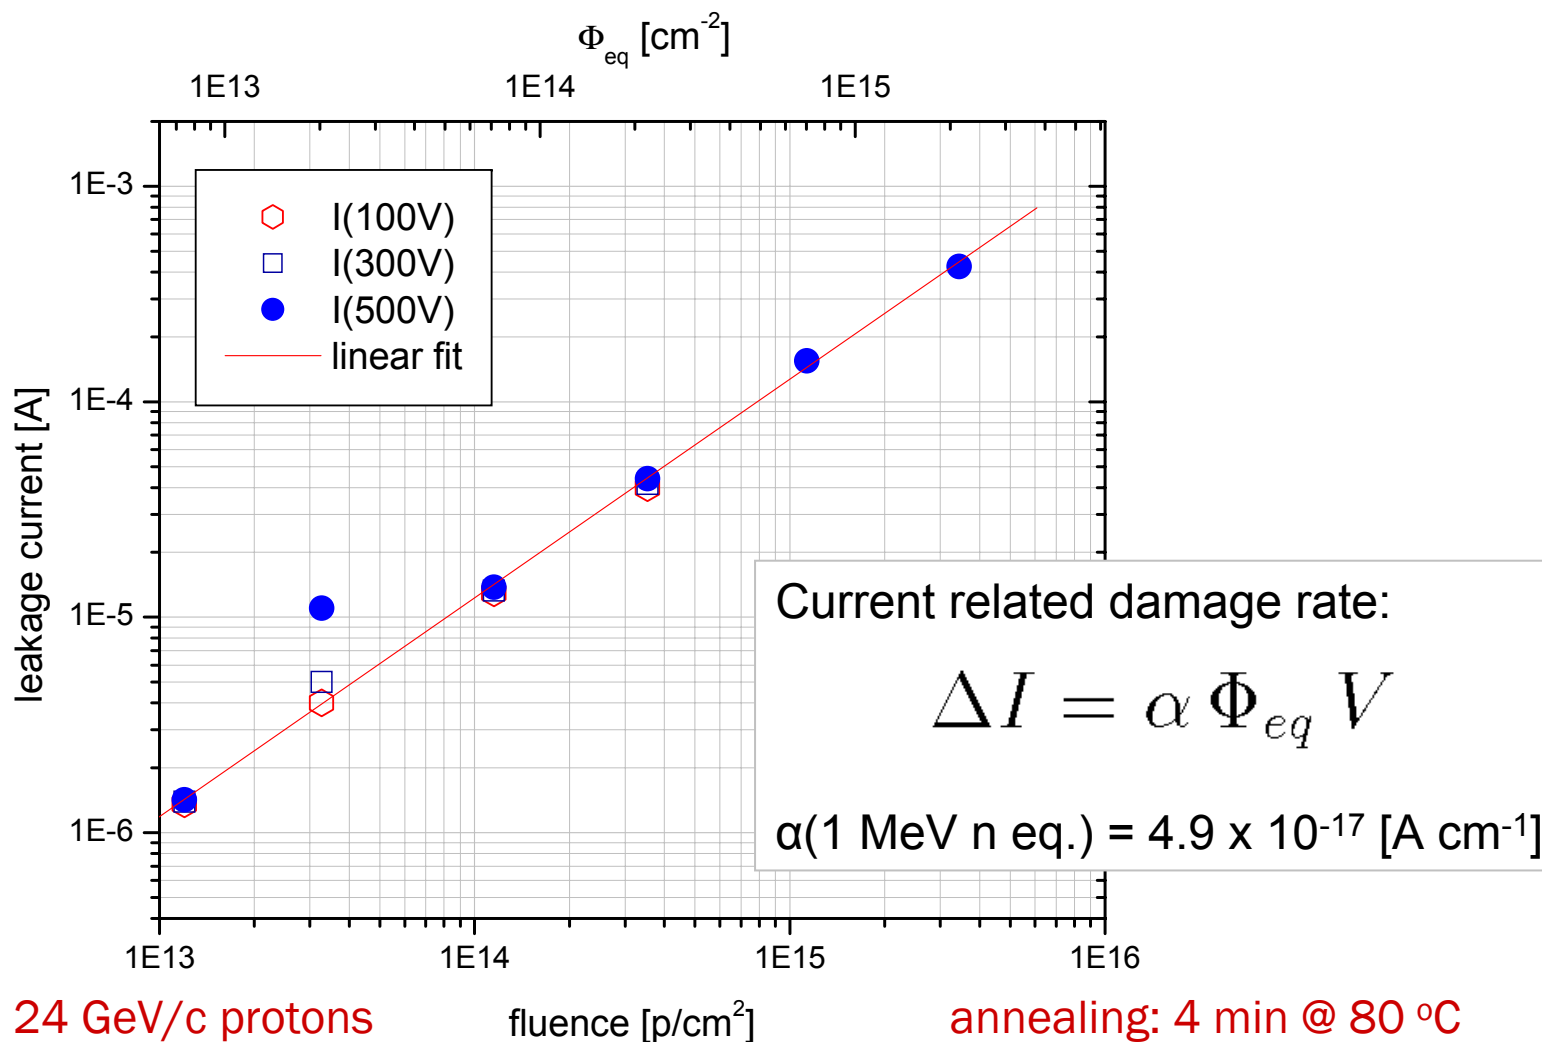 Φeq [cm-2]
1E13 1E14 1E15
1E-3
1E-4
1E-5
1E-6
leakage current [A]
I(100V)
I(300V)
I(500V)
linear fit
Current related damage rate:
ΔI = α Φeq V
α(1 MeV n eq.) = 4.9 x 10-17 [A cm-1]
1E13 1E14 1E15 1E16
24 GeV/c protons fluence [p/cm2] annealing: 4 min @ 80 oC